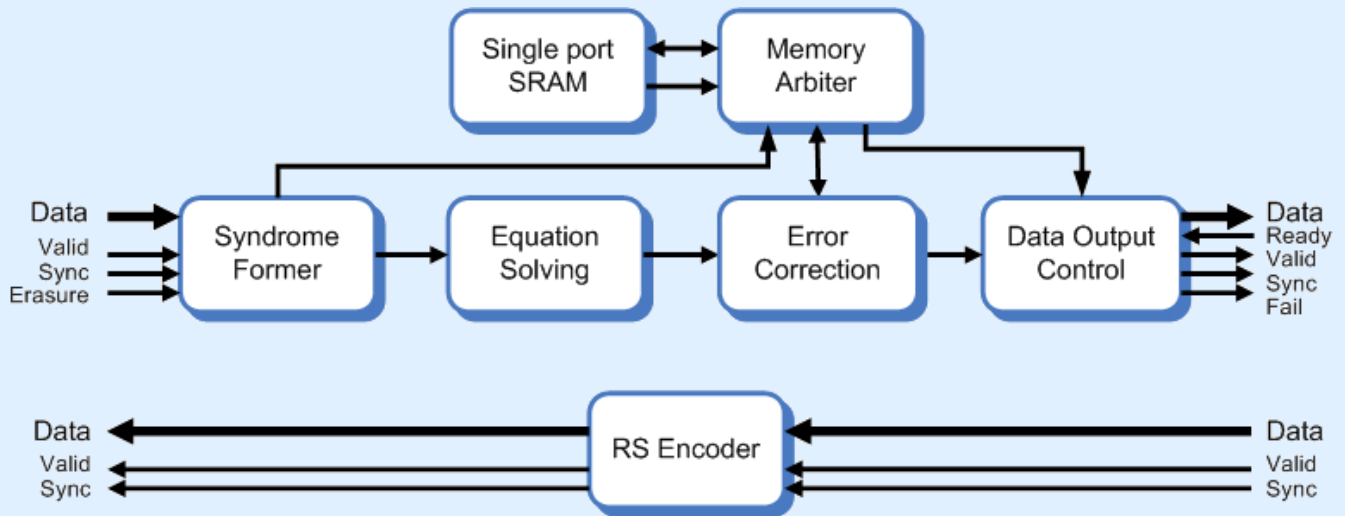 Single port
SRAM
Memory
Arbiter
Data
Valid
Sync
Erasure
Syndrome
Former
Equation
Solving
Error
Correction
Data Output
Control
Data
Ready
Valid
Sync
Fail
Data
Valid
Sync
RS Encoder
Data
Valid
Sync